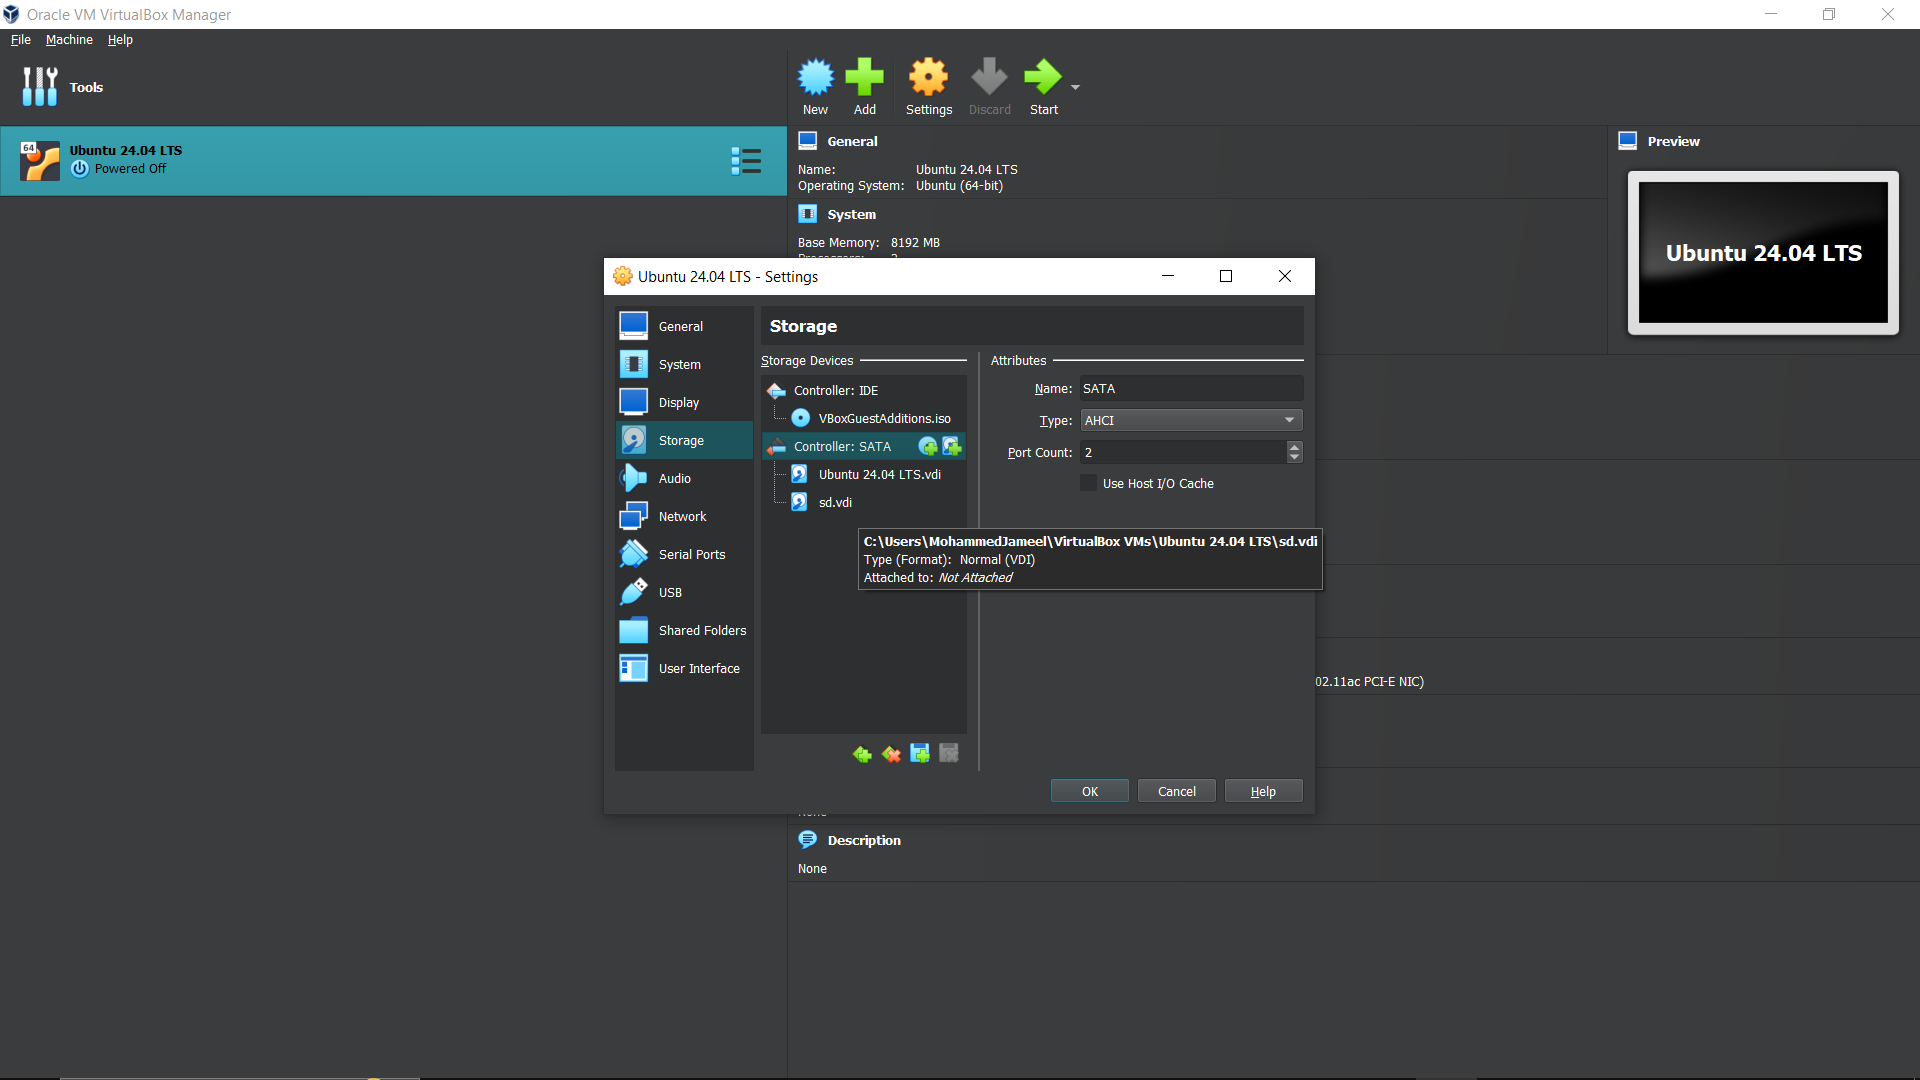 Oracle VM VirtualBox Manager
File Machine Help
Tools
New Add Settings Discard Start
64
Ubuntu 24.04 LTS
Powered Off
General
Name: Ubuntu 24.04 LTS
Operating System: Ubuntu (64-bit)
System
Base Memory: 8192 MB
Preview
Ubuntu 24.04 LTS
Ubuntu 24.04 LTS - Settings
General
System
Display
Storage
Audio
Network
Serial Ports
USB
Shared Folders
User Interface
Storage
Storage Devices
Controller: IDE
VBoxGuestAdditions.iso
Controller: SATA
Ubuntu 24.04 LTS.vdi
sd.vdi
Attributes
Name: SATA
Type: AHCI
Port Count: 2
Use Host I/O Cache
C:\Users\MohammedJameel\VirtualBox VMs\Ubuntu 24.04 LTS\sd.vdi
Type (Format): Normal (VDI)
Attached to: Not Attached
02.11ac PCI-E NIC)
OK Cancel Help
Description
None